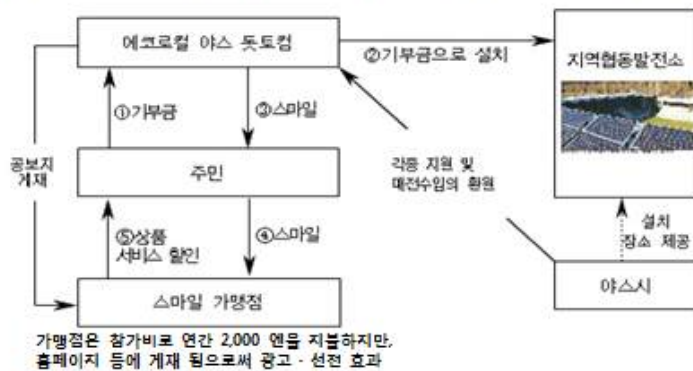 에코로컬 야스 돗토컴
②기부금으로 설치
지역협동발전소
①기부금
③스마일
공보지
게재
주민
각종 지원 및
매전수입의 환원
⑤상품
서비스 할인
④스마일
설치
장소 제공
스마일 가맹점
야스시
가맹점은 참가비로 연간 2,000 엔을 지불하지만,
홈페이지 등에 게재 됨으로써 광고 · 선전 효과